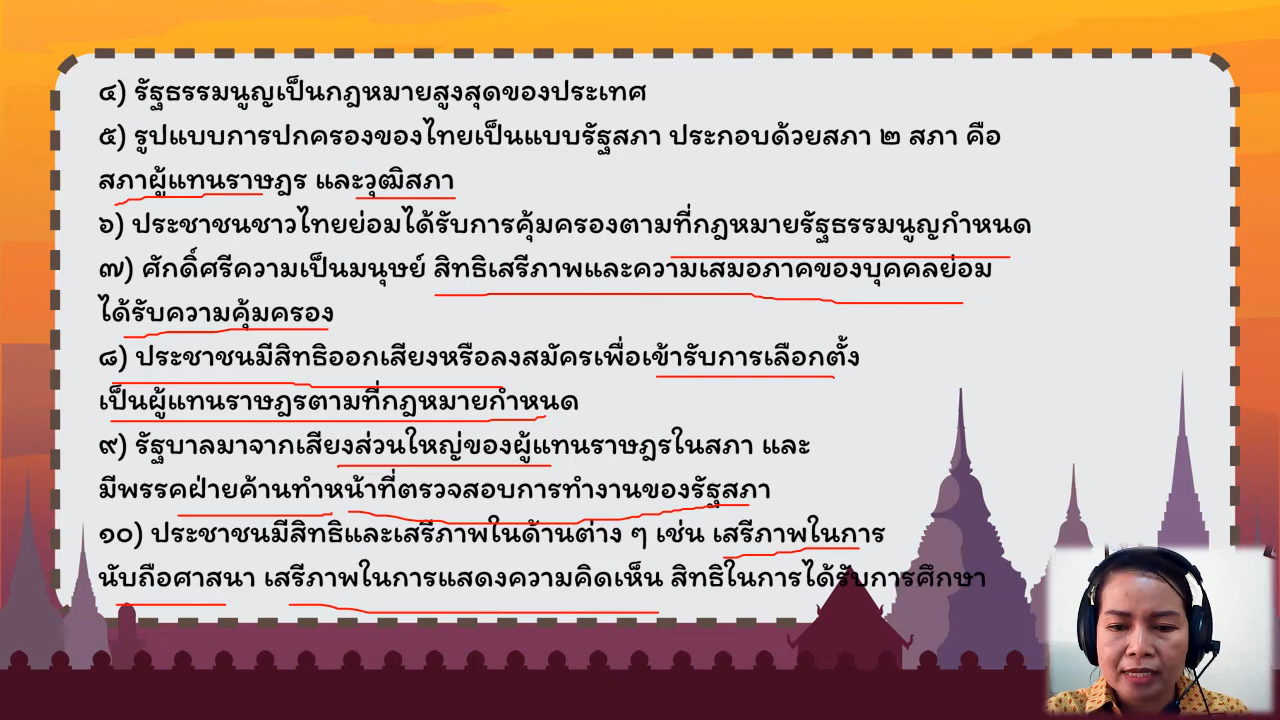 ๔) รัฐธรรมนูญเป็นกฎหมายสูงสุดของประเทศ
๕) รูปแบบการปกครองของไทยเป็นแบบรัฐสภา ประกอบด้วยสภา ๒ สภา คือ
สภาผู้แทนราษฎร และวุฒิสภา
๖) ประชาชนชาวไทยย่อมได้รับการคุ้มครองตามที่กฎหมายรัฐธรรมนูญกำหนด
๗) ศักดิ์ศรีความเป็นมนุษย์ สิทธิเสรีภาพและความเสมอภาคของบุคคลย่อม
ได้รับความคุ้มครอง
๘) ประชาชนมีสิทธิออกเสียงหรือลงสมัครเพื่อเข้ารับการเลือกตั้ง
เป็นผู้แทนราษฎรตามที่กฎหมายกำหนด
๙) รัฐบาลมาจากเสียงส่วนใหญ่ของผู้แทนราษฎรในสภา และ
มีพรรคฝ่ายค้านทำหน้าที่ตรวจสอบการทำงานของรัฐสภา
๑๐) ประชาชนมีสิทธิและเสรีภาพในด้านต่าง ๆ เช่น เสรีภาพในการ
นับถือศาสนา เสรีภาพในการแสดงความคิดเห็น สิทธิในการได้รับการศึกษา